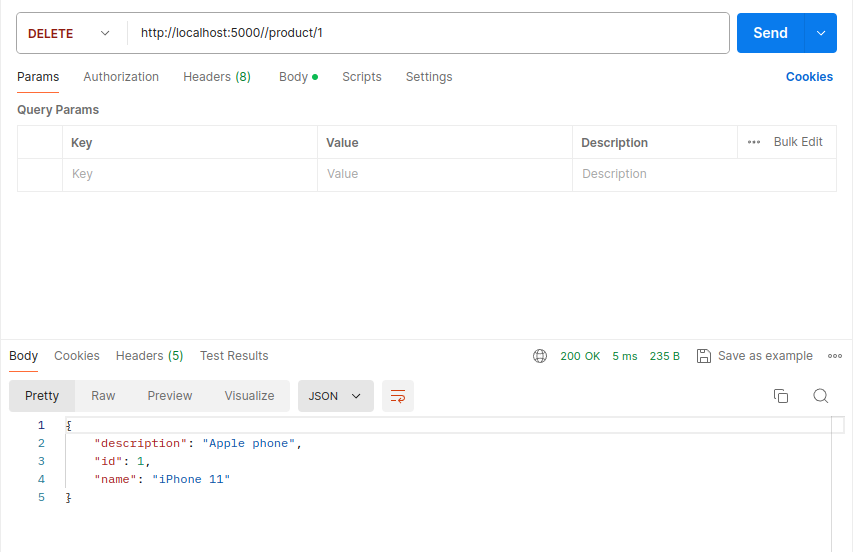 DELETE http://localhost:5000//product/1 Send
Params Authorization Headers (8) Body Scripts Settings Cookies
Query Params
Key Value Description Bulk Edit
Key Value Description
Body Cookies Headers (5) Test Results 200 OK 5 ms 235 B Save as example
Pretty Raw Preview Visualize JSON
1 {
2 "description": "Apple phone",
3 "id": 1,
4 "name": "iPhone 11"
5 }